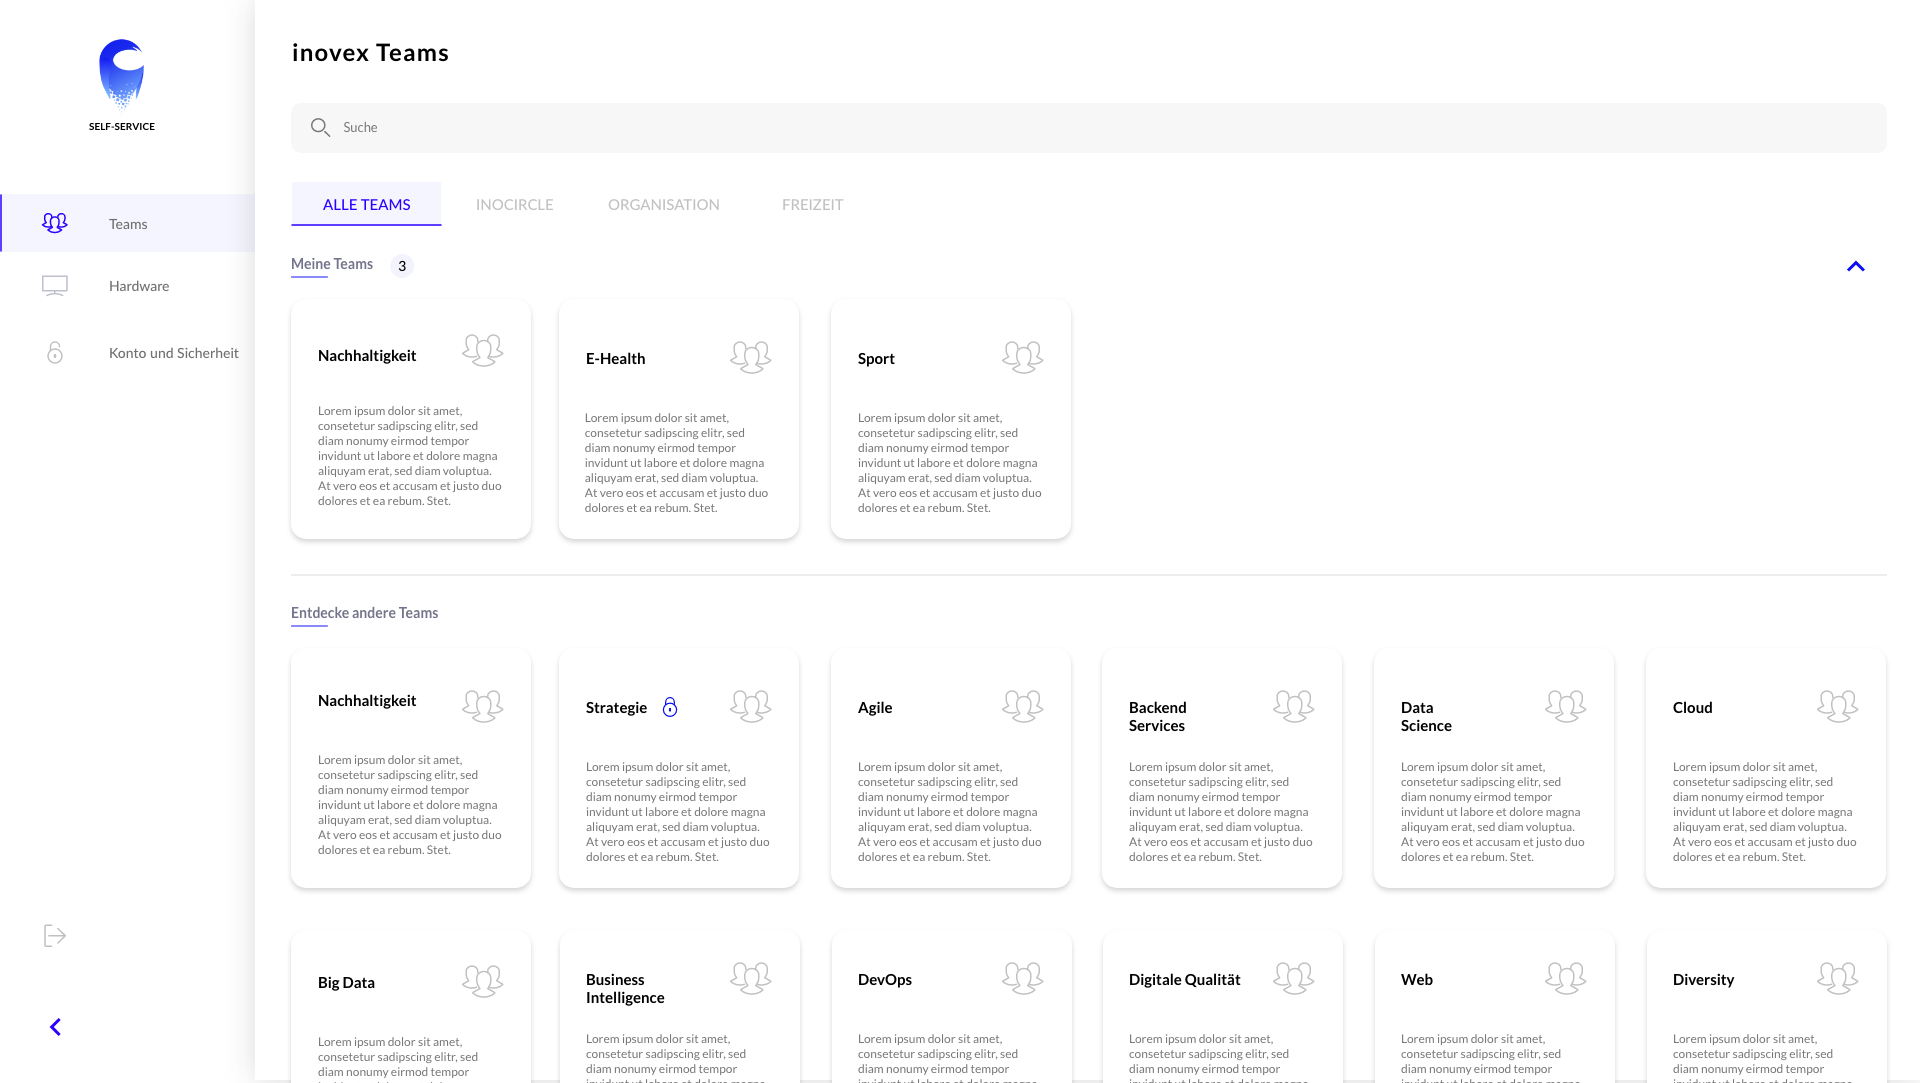 SELF-SERVICE
Teams
Hardware
Konto und Sicherheit
inovex Teams
Suche
ALLE TEAMS
INOCIRCLE
ORGANISATION
FREIZEIT
Meine Teams
3
Nachhaltigkeit
Lorem ipsum dolor sit amet,
consetetur sadipscing elitr, sed
diam nonumy eirmod tempor
invidunt ut labore et dolore magna
aliquyam erat, sed diam voluptua.
At vero eos et accusam et justo duo
dolores et ea rebum. Stet.
E-Health
Lorem ipsum dolor sit amet,
consetetur sadipscing elitr, sed
diam nonumy eirmod tempor
invidunt ut labore et dolore magna
aliquyam erat, sed diam voluptua.
At vero eos et accusam et justo duo
dolores et ea rebum. Stet.
Sport
Lorem ipsum dolor sit amet,
consetetur sadipscing elitr, sed
diam nonumy eirmod tempor
invidunt ut labore et dolore magna
aliquyam erat, sed diam voluptua.
At vero eos et accusam et justo duo
dolores et ea rebum. Stet.
Entdecke andere Teams
Nachhaltigkeit
Lorem ipsum dolor sit amet,
consetetur sadipscing elitr, sed
diam nonumy eirmod tempor
invidunt ut labore et dolore magna
aliquyam erat, sed diam voluptua.
At vero eos et accusam et justo duo
dolores et ea rebum. Stet.
Strategie
Lorem ipsum dolor sit amet,
consetetur sadipscing elitr, sed
diam nonumy eirmod tempor
invidunt ut labore et dolore magna
aliquyam erat, sed diam voluptua.
At vero eos et accusam et justo duo
dolores et ea rebum. Stet.
Agile
Lorem ipsum dolor sit amet,
consetetur sadipscing elitr, sed
diam nonumy eirmod tempor
invidunt ut labore et dolore magna
aliquyam erat, sed diam voluptua.
At vero eos et accusam et justo duo
dolores et ea rebum. Stet.
Backend
Services
Lorem ipsum dolor sit amet,
consetetur sadipscing elitr, sed
diam nonumy eirmod tempor
invidunt ut labore et dolore magna
aliquyam erat, sed diam voluptua.
At vero eos et accusam et justo duo
dolores et ea rebum. Stet.
Data
Science
Lorem ipsum dolor sit amet,
consetetur sadipscing elitr, sed
diam nonumy eirmod tempor
invidunt ut labore et dolore magna
aliquyam erat, sed diam voluptua.
At vero eos et accusam et justo duo
dolores et ea rebum. Stet.
Cloud
Lorem ipsum dolor sit amet,
consetetur sadipscing elitr, sed
diam nonumy eirmod tempor
invidunt ut labore et dolore magna
aliquyam erat, sed diam voluptua.
At vero eos et accusam et justo duo
dolores et ea rebum. Stet.
Big Data
Lorem ipsum dolor sit amet,
consetetur sadipscing elitr, sed
diam nonumy eirmod tempor
Business
Intelligence
Lorem ipsum dolor sit amet,
consetetur sadipscing elitr, sed
diam nonumy eirmod tempor
DevOps
Lorem ipsum dolor sit amet,
consetetur sadipscing elitr, sed
diam nonumy eirmod tempor
Digitale Qualität
Lorem ipsum dolor sit amet,
consetetur sadipscing elitr, sed
diam nonumy eirmod tempor
Web
Lorem ipsum dolor sit amet,
consetetur sadipscing elitr, sed
diam nonumy eirmod tempor
Diversity
Lorem ipsum dolor sit amet,
consetetur sadipscing elitr, sed
diam nonumy eirmod tempor